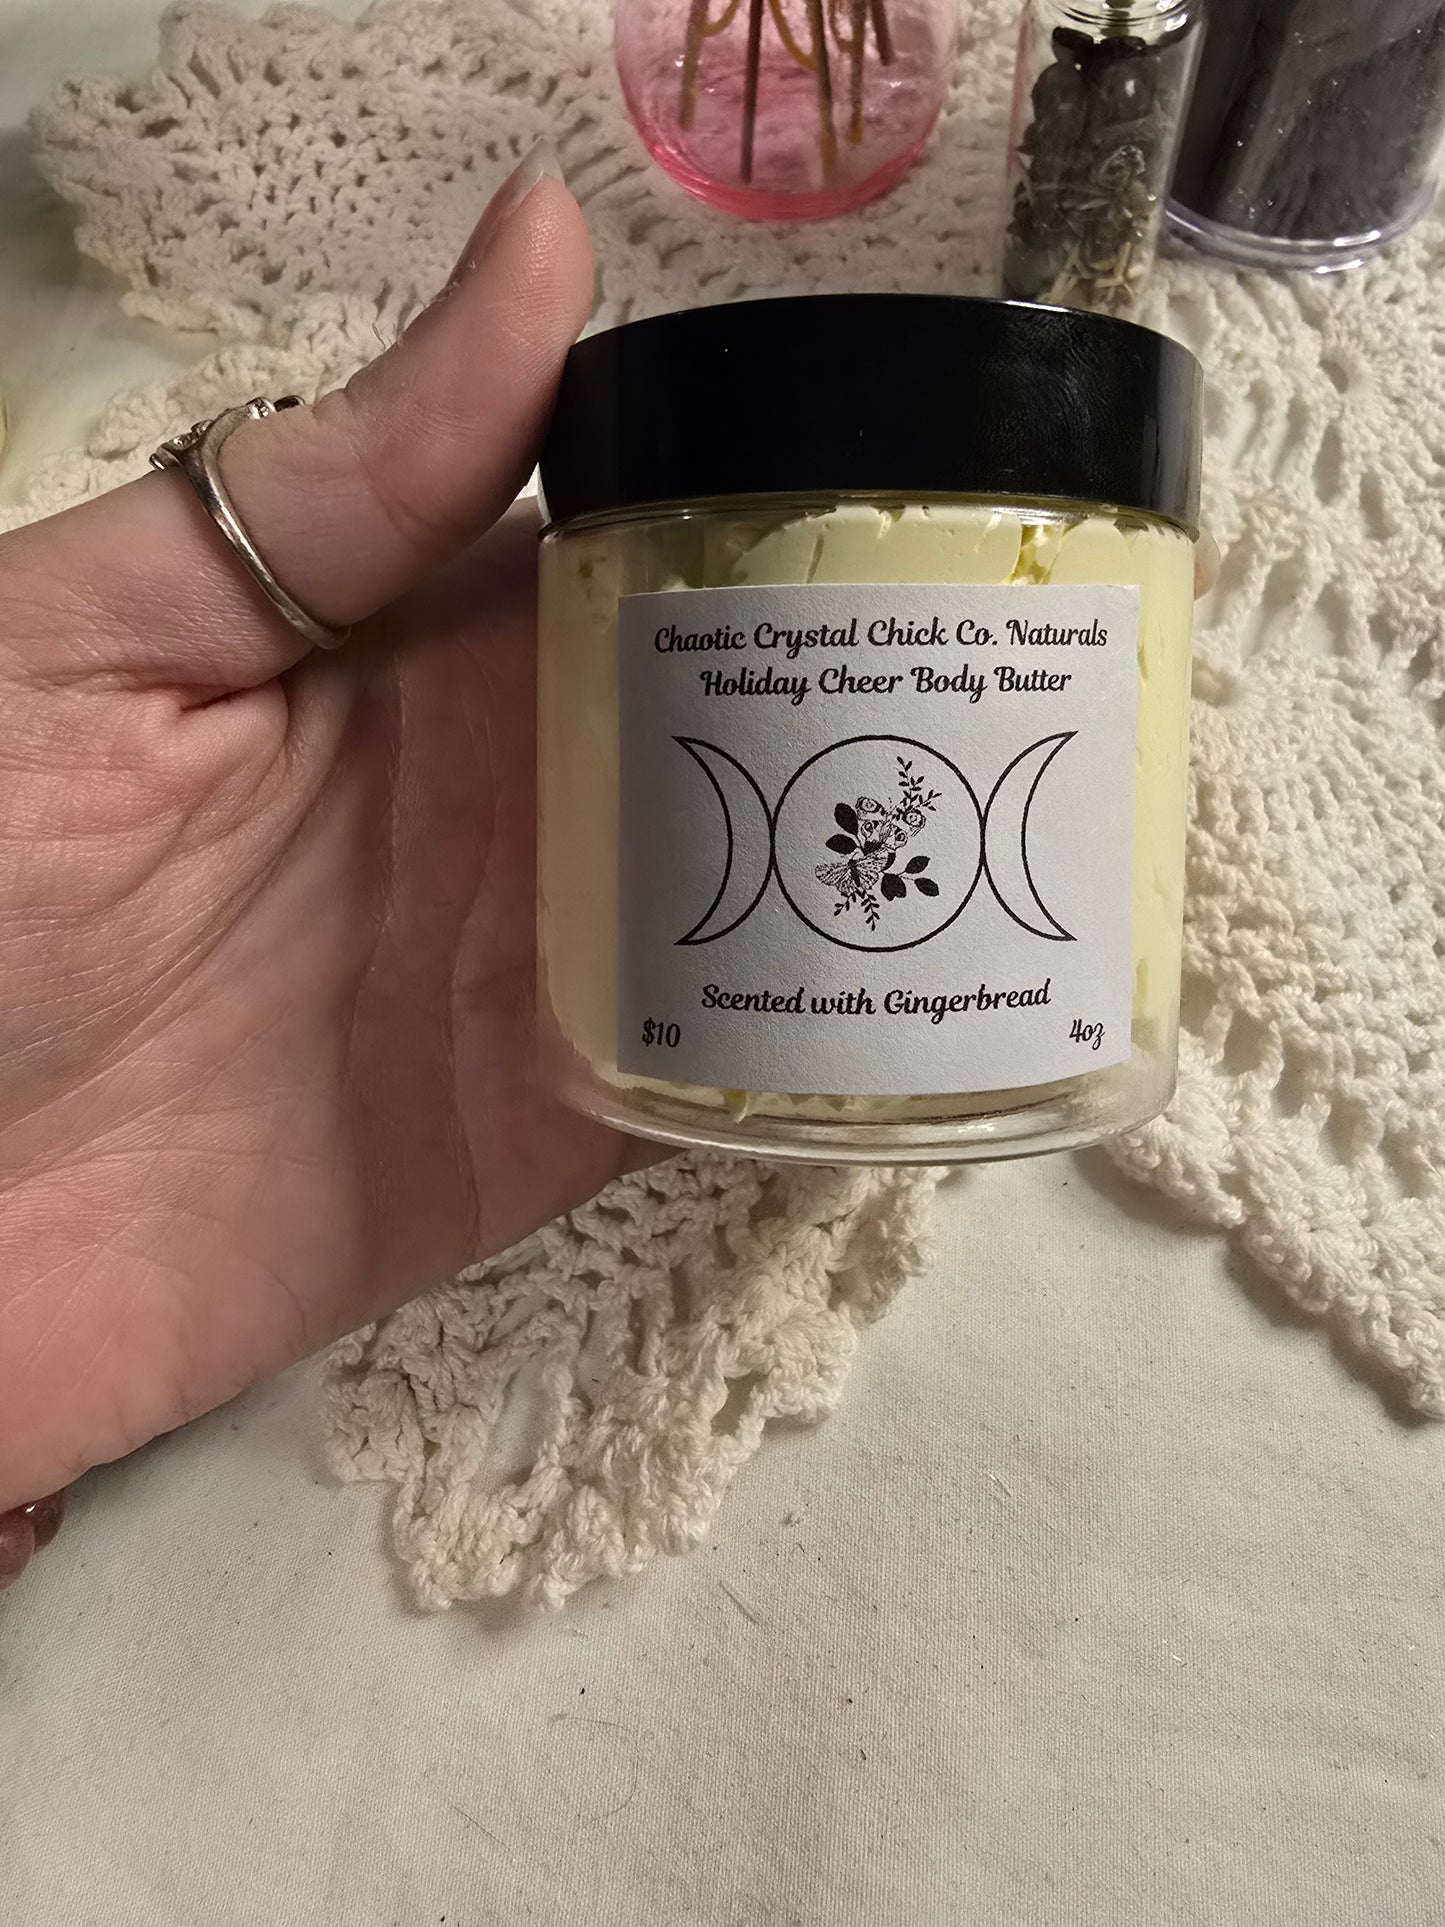 Chaotic Crystal Chick Co. Naturals
Holiday Cheer Body Butter
Scented with Gingerbread
$10 4oz